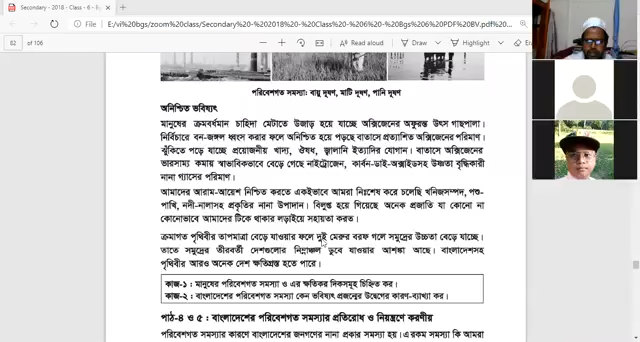 Secondary - 2018 - Class - 6 - B
File | E:/vi%20bgs/zoom%20class/Secondary%20-%202018%20-%20Class%20-%206%20-%20Bgs%206%20PDF%20BV.pdf%20...
82 of 106
Read aloud Draw Highlight
পরিবেশগত সমস্যা: বায়ু দূষণ, মাটি দূষণ, পানি দূষণ
অনিশ্চিত ভবিষ্যৎ
মানুষের ক্রমবর্ধমান চাহিদা মেটাতে উজাড় হয়ে যাচ্ছে অক্সিজেনের অফুরন্ত উৎস গাছপালা।
নির্বিচারে বন-জঙ্গল ধ্বংস করার ফলে অনিশ্চিত হয়ে পড়ছে বাতাসে প্রত্যাশিত অক্সিজেনের পরিমাণ।
ঝুঁকিতে পড়ে যাচ্ছে প্রয়োজনীয় খাদ্য, ঔষধ, জ্বালানি ইত্যাদির যোগান। বাতাসে অক্সিজেনের
ভারসাম্য কমায় স্বাভাবিকভাবে বেড়ে গেছে নাইট্রোজেন, কার্বন-ডাই-অক্সাইডসহ উষ্ণতা বৃদ্ধিকারী
নানা গ্যাসের পরিমাণ।
আমাদের আরাম-আয়েশ নিশ্চিত করতে একইভাবে আমরা নিঃশেষ করে চলেছি খনিজসম্পদ, পশু-
পাখি, নদী-নালাসহ প্রকৃতির নানা উপাদান। বিলুপ্ত হয়ে গিয়েছে অনেক প্রজাতি যা কোনো না
কোনোভাবে আমাদের টিকে থাকার লড়াইয়ে সহায়তা করত।
ক্রমাগত পৃথিবীর তাপমাত্রা বেড়ে যাওয়ার ফলে দুই মেরুর বরফ গলে সমুদ্রের উচ্চতা বেড়ে যাচ্ছে।
তাতে সমুদ্রের তীরবর্তী দেশগুলোর নিম্নাঞ্চল ডুবে যাওয়ার আশঙ্কা আছে। বাংলাদেশসহ
পৃথিবীর আরও অনেক দেশ ক্ষতিগ্রস্ত হতে পারে।
কাজ-১ : মানুষের পরিবেশগত সমস্যা ও এর ক্ষতিকর দিকসমূহ চিহ্নিত কর।
কাজ-২ : বাংলাদেশের পরিবেশগত সমস্যা কেন ভবিষ্যৎ প্রজন্মের উদ্বেগের কারণ-ব্যাখ্যা কর।
পাঠ-৪ ও ৫ : বাংলাদেশের পরিবেশগত সমস্যার প্রতিরোধ ও নিয়ন্ত্রণে করণীয়
পরিবেশগত সমস্যার কারণে বাংলাদেশের জনগণের নানা প্রকার সমস্যা হয়। এ রকম সমস্যা কি আমরা